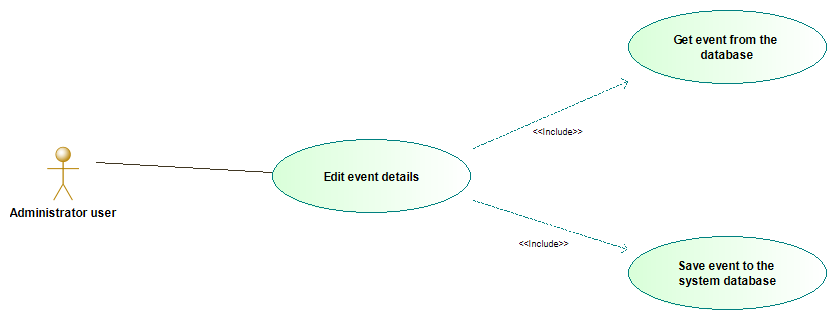 Get event from the
database
<<Include>>
Edit event details
Administrator user
<<Include>>
Save event to the
system database